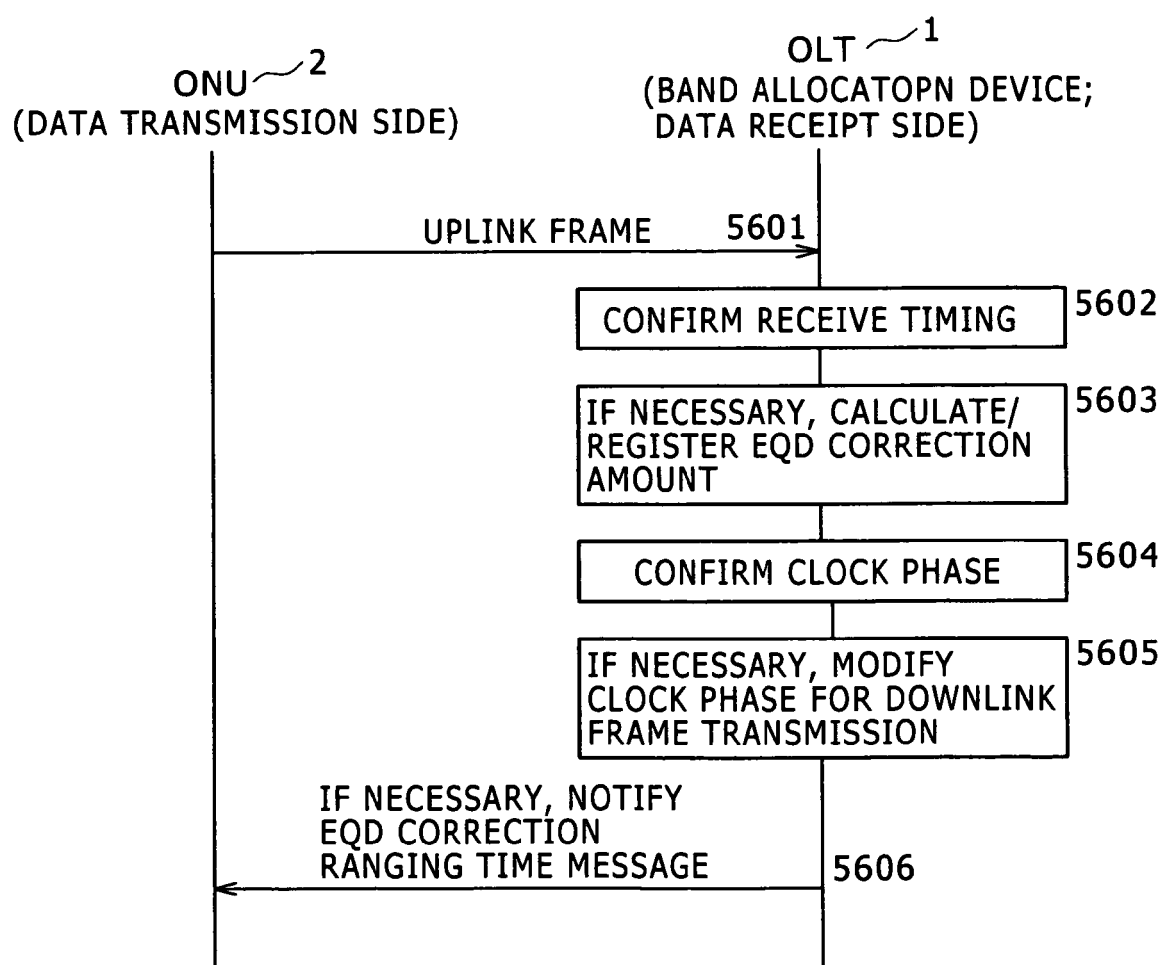 ONU 2
(DATA TRANSMISSION SIDE)
OLT 1
(BAND ALLOCATOPN DEVICE;
DATA RECEIPT SIDE)
UPLINK FRAME 5601
CONFIRM RECEIVE TIMING 5602
IF NECESSARY, CALCULATE/ 5603
REGISTER EQD CORRECTION
AMOUNT
CONFIRM CLOCK PHASE 5604
IF NECESSARY, MODIFY 5605
CLOCK PHASE FOR DOWNLINK
FRAME TRANSMISSION
IF NECESSARY, NOTIFY
EQD CORRECTION
RANGING TIME MESSAGE 5606